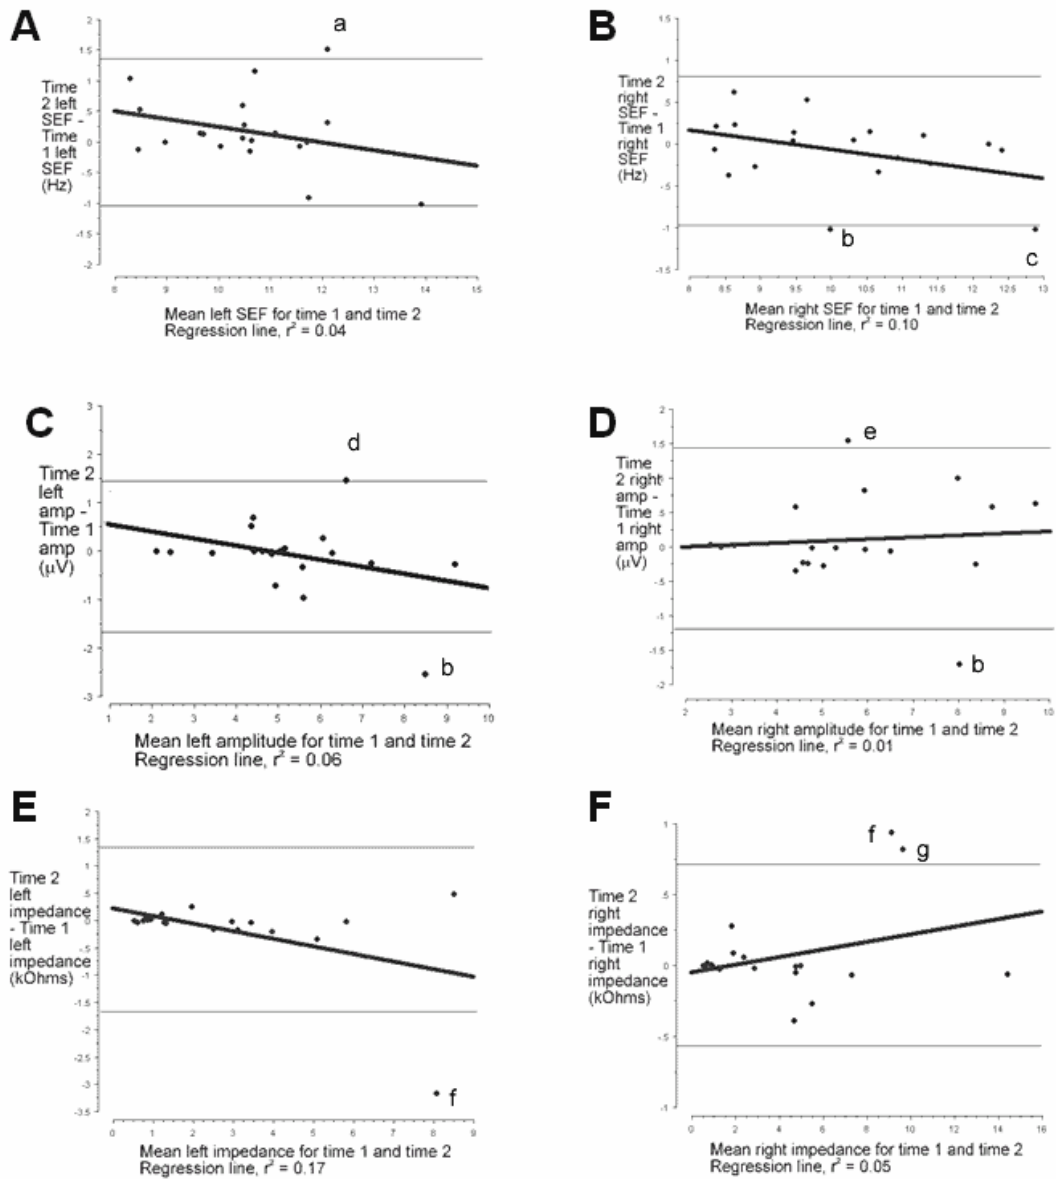 A
a
Time
2 left
SEF -
Time
1 left
SEF
(Hz)
2
1.5
1
.5
0
-.5
-1
-1.5
-2
8 9 10 11 12 13 14 15
Mean left SEF for time 1 and time 2
Regression line, r² = 0.04
B
Time 2
right
SEF -
Time 1
right
SEF
(Hz)
1.5
1
.5
0
-.5
-1
-1.5
b
c
8 8.5 9 9.5 10 10.5 11 11.5 12 12.5 13
Mean right SEF for time 1 and time 2
Regression line, r² = 0.10
C
d
Time 2
left
amp -
Time 1
amp
(µV)
3
2
1
0
-1
-2
-3
b
1 2 3 4 5 6 7 8 9 10
Mean left amplitude for time 1 and time 2
Regression line, r² = 0.06
D
e
Time
2 right
amp -
Time
1 right
amp
(µV)
2
1.5
1
.5
0
-.5
-1
-1.5
-2
b
2 3 4 5 6 7 8 9 10
Mean right amplitude for time 1 and time 2
Regression line, r² = 0.01
E
Time 2
left
impedance
- Time 1
left
impedance
(kOhms)
2
1.5
1
.5
0
-.5
-1
-1.5
-2
-2.5
-3
-3.5
f
0 1 2 3 4 5 6 7 8 9
Mean left impedance for time 1 and time 2
Regression line, r² = 0.17
F
f
g
Time 2
right
impedance
- Time 1
right
impedance
(kOhms)
1
.5
0
-.5
-1
0 2 4 6 8 10 12 14 16
Mean right impedance for time 1 and time 2
Regression line, r² = 0.05